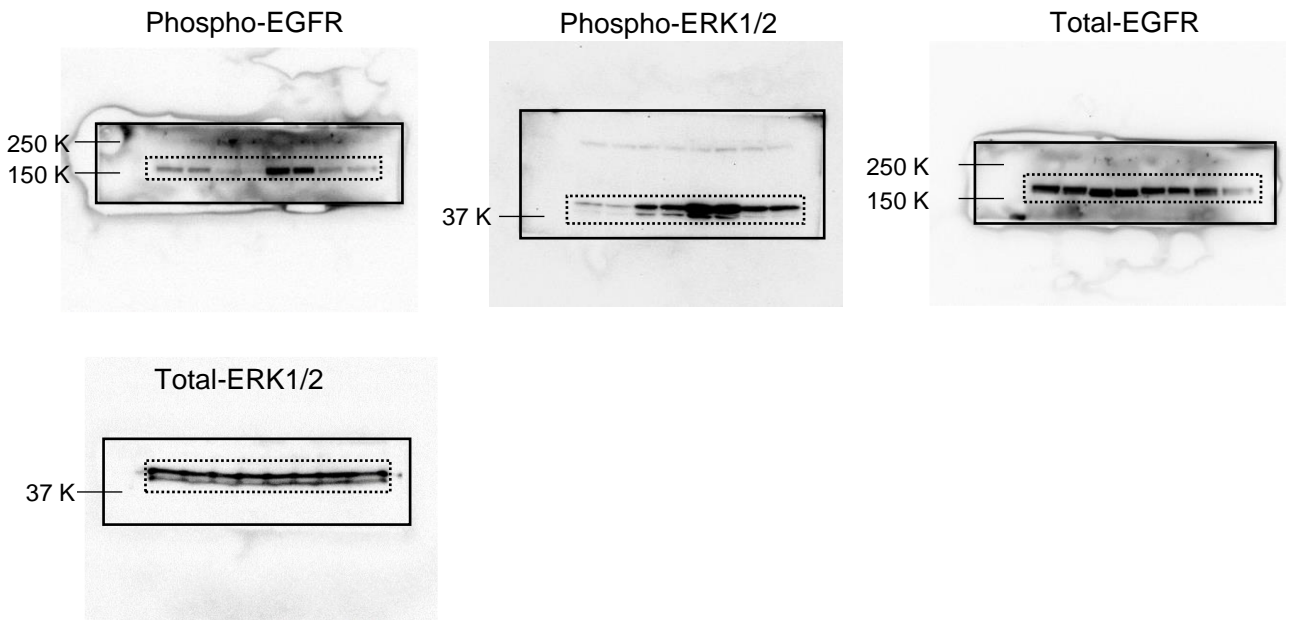 Phospho-EGFR
250 K
150 K
Phospho-ERK1/2
37 K
Total-EGFR
250 K
150 K
Total-ERK1/2
37 K